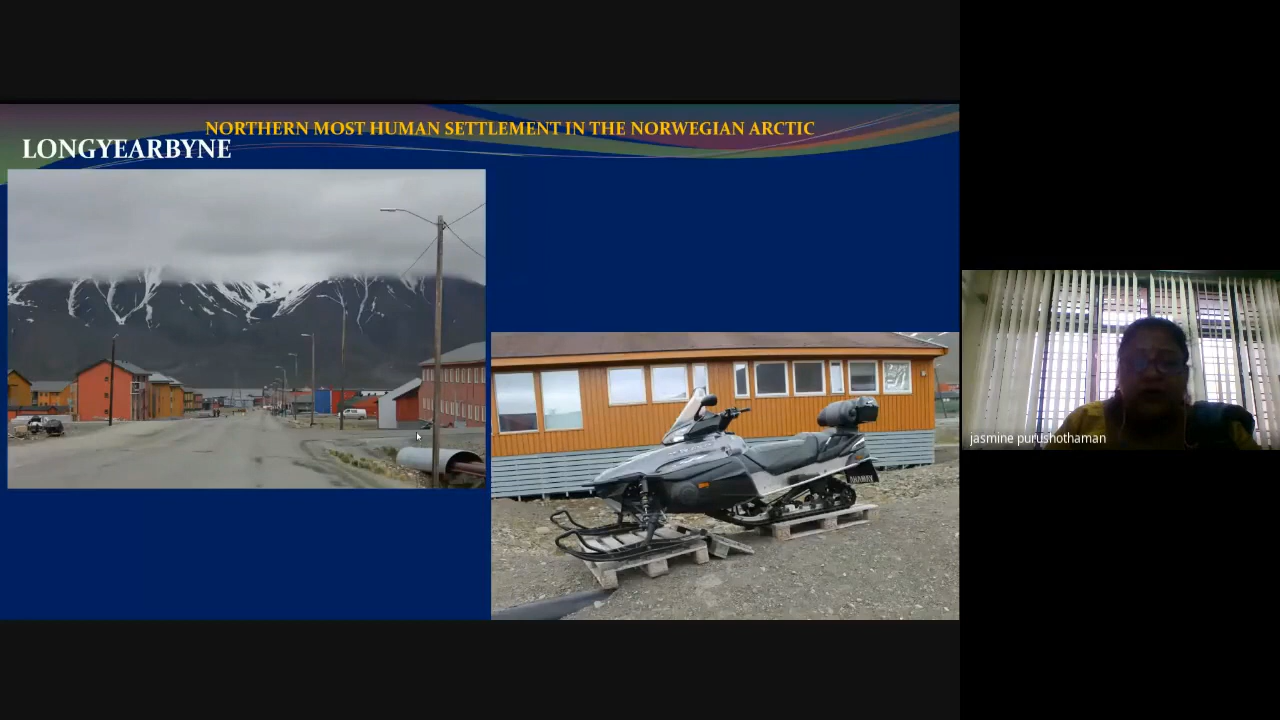 NORTHERN MOST HUMAN SETTLEMENT IN THE NORWEGIAN ARCTIC
LONGYEARBYNE
jasmine purushothaman